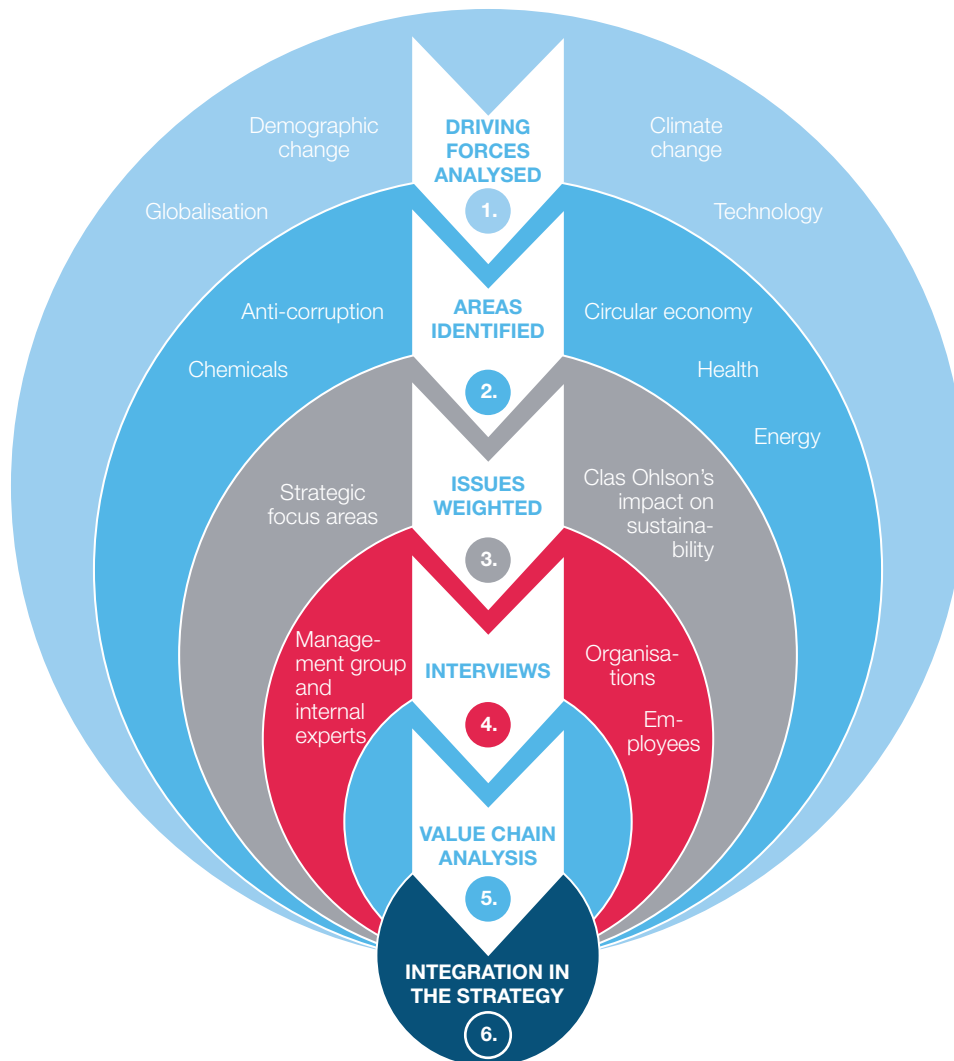 DRIVING
FORCES
ANALYSED
1.
Demographic
change
Globalisation
Climate
change
Technology
AREAS
IDENTIFIED
2.
Anti-corruption
Chemicals
Circular economy
Health
Energy
ISSUES
WEIGHTED
3.
Strategic
focus areas
Clas Ohlson’s
impact on
sustaina-
bility
INTERVIEWS
4.
Manage-
ment group
and
internal
experts
Organisa-
tions
Em-
ployees
VALUE CHAIN
ANALYSIS
5.
INTEGRATION IN
THE STRATEGY
6.